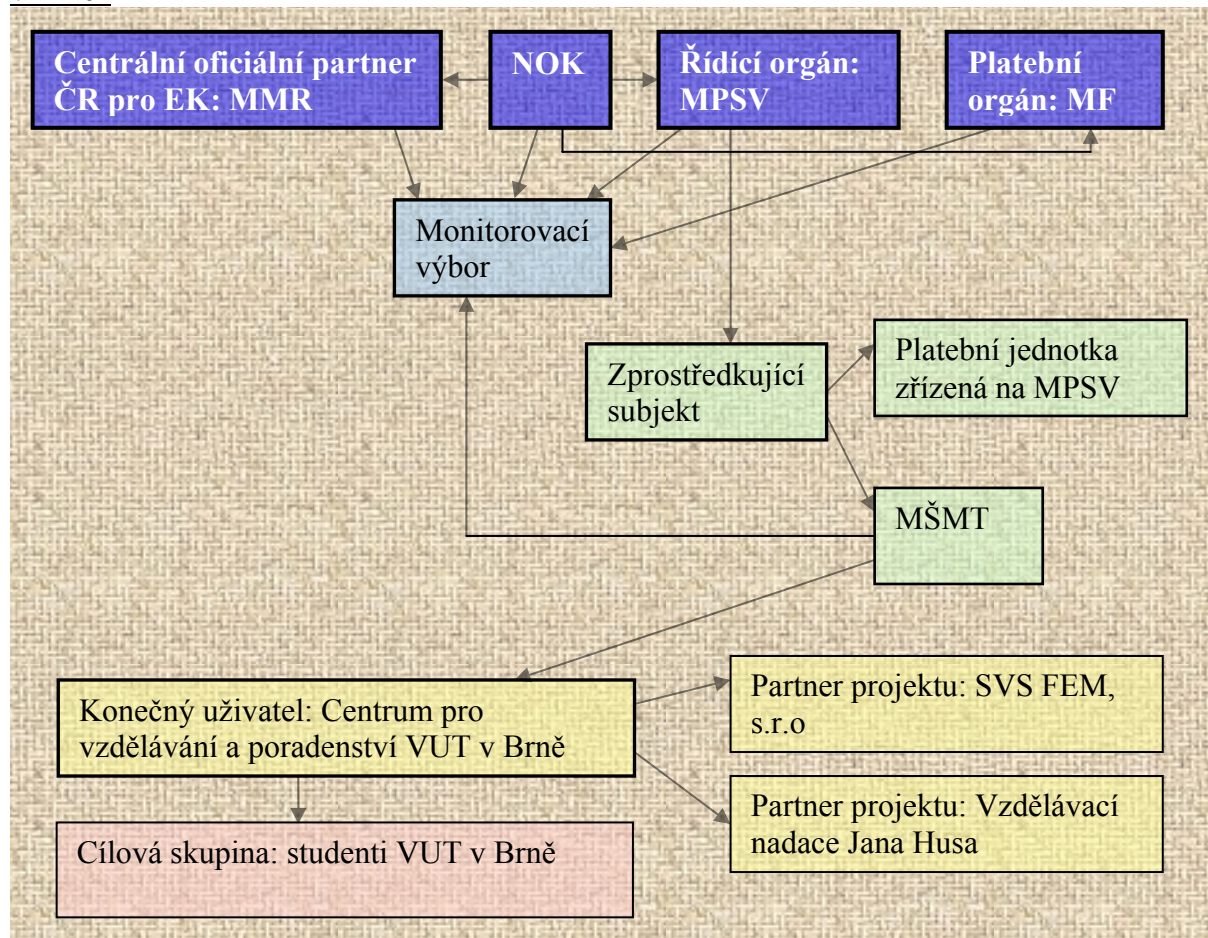 Centrální oficiální partner
ČR pro EK: MMR
NOK
Řídící orgán:
MPSV
Platební
orgán: MF
Monitorovací
výbor
Zprostředkující
subjekt
Platební jednotka
zřízená na MPSV
MŠMT
Konečný uživatel: Centrum pro
vzdělávání a poradenství VUT v Brně
Partner projektu: SVS FEM,
s.r.o
Partner projektu: Vzdělávací
nadace Jana Husa
Cílová skupina: studenti VUT v Brně